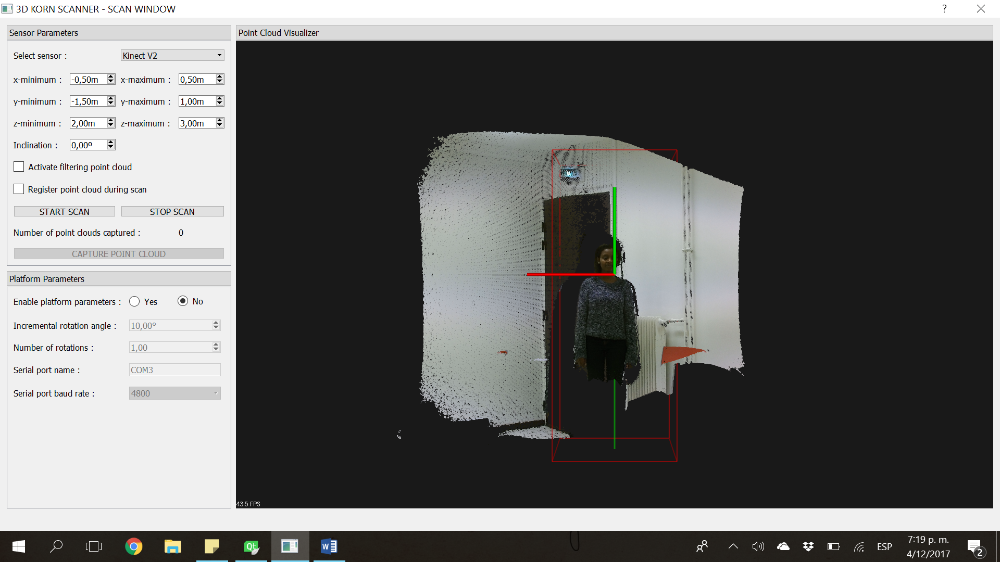 3D KORN SCANNER - SCAN WINDOW
?
Sensor Parameters
Select sensor :
Kinect V2
x-minimum :
-0,50m
x-maximum :
0,50m
y-minimum :
-1,50m
y-maximum :
1,00m
z-minimum :
2,00m
z-maximum :
3,00m
Inclination :
0,00º
Activate filtering point cloud
Register point cloud during scan
START SCAN
STOP SCAN
Number of point clouds captured :
0
CAPTURE POINT CLOUD
Platform Parameters
Enable platform parameters :
Yes
No
Incremental rotation angle :
10,00°
Number of rotations :
1,00
Serial port name :
COM3
Serial port baud rate :
4800
Point Cloud Visualizer
43.5 FPS
Qt
W
ESP
7:19 p. m.
4/12/2017
2